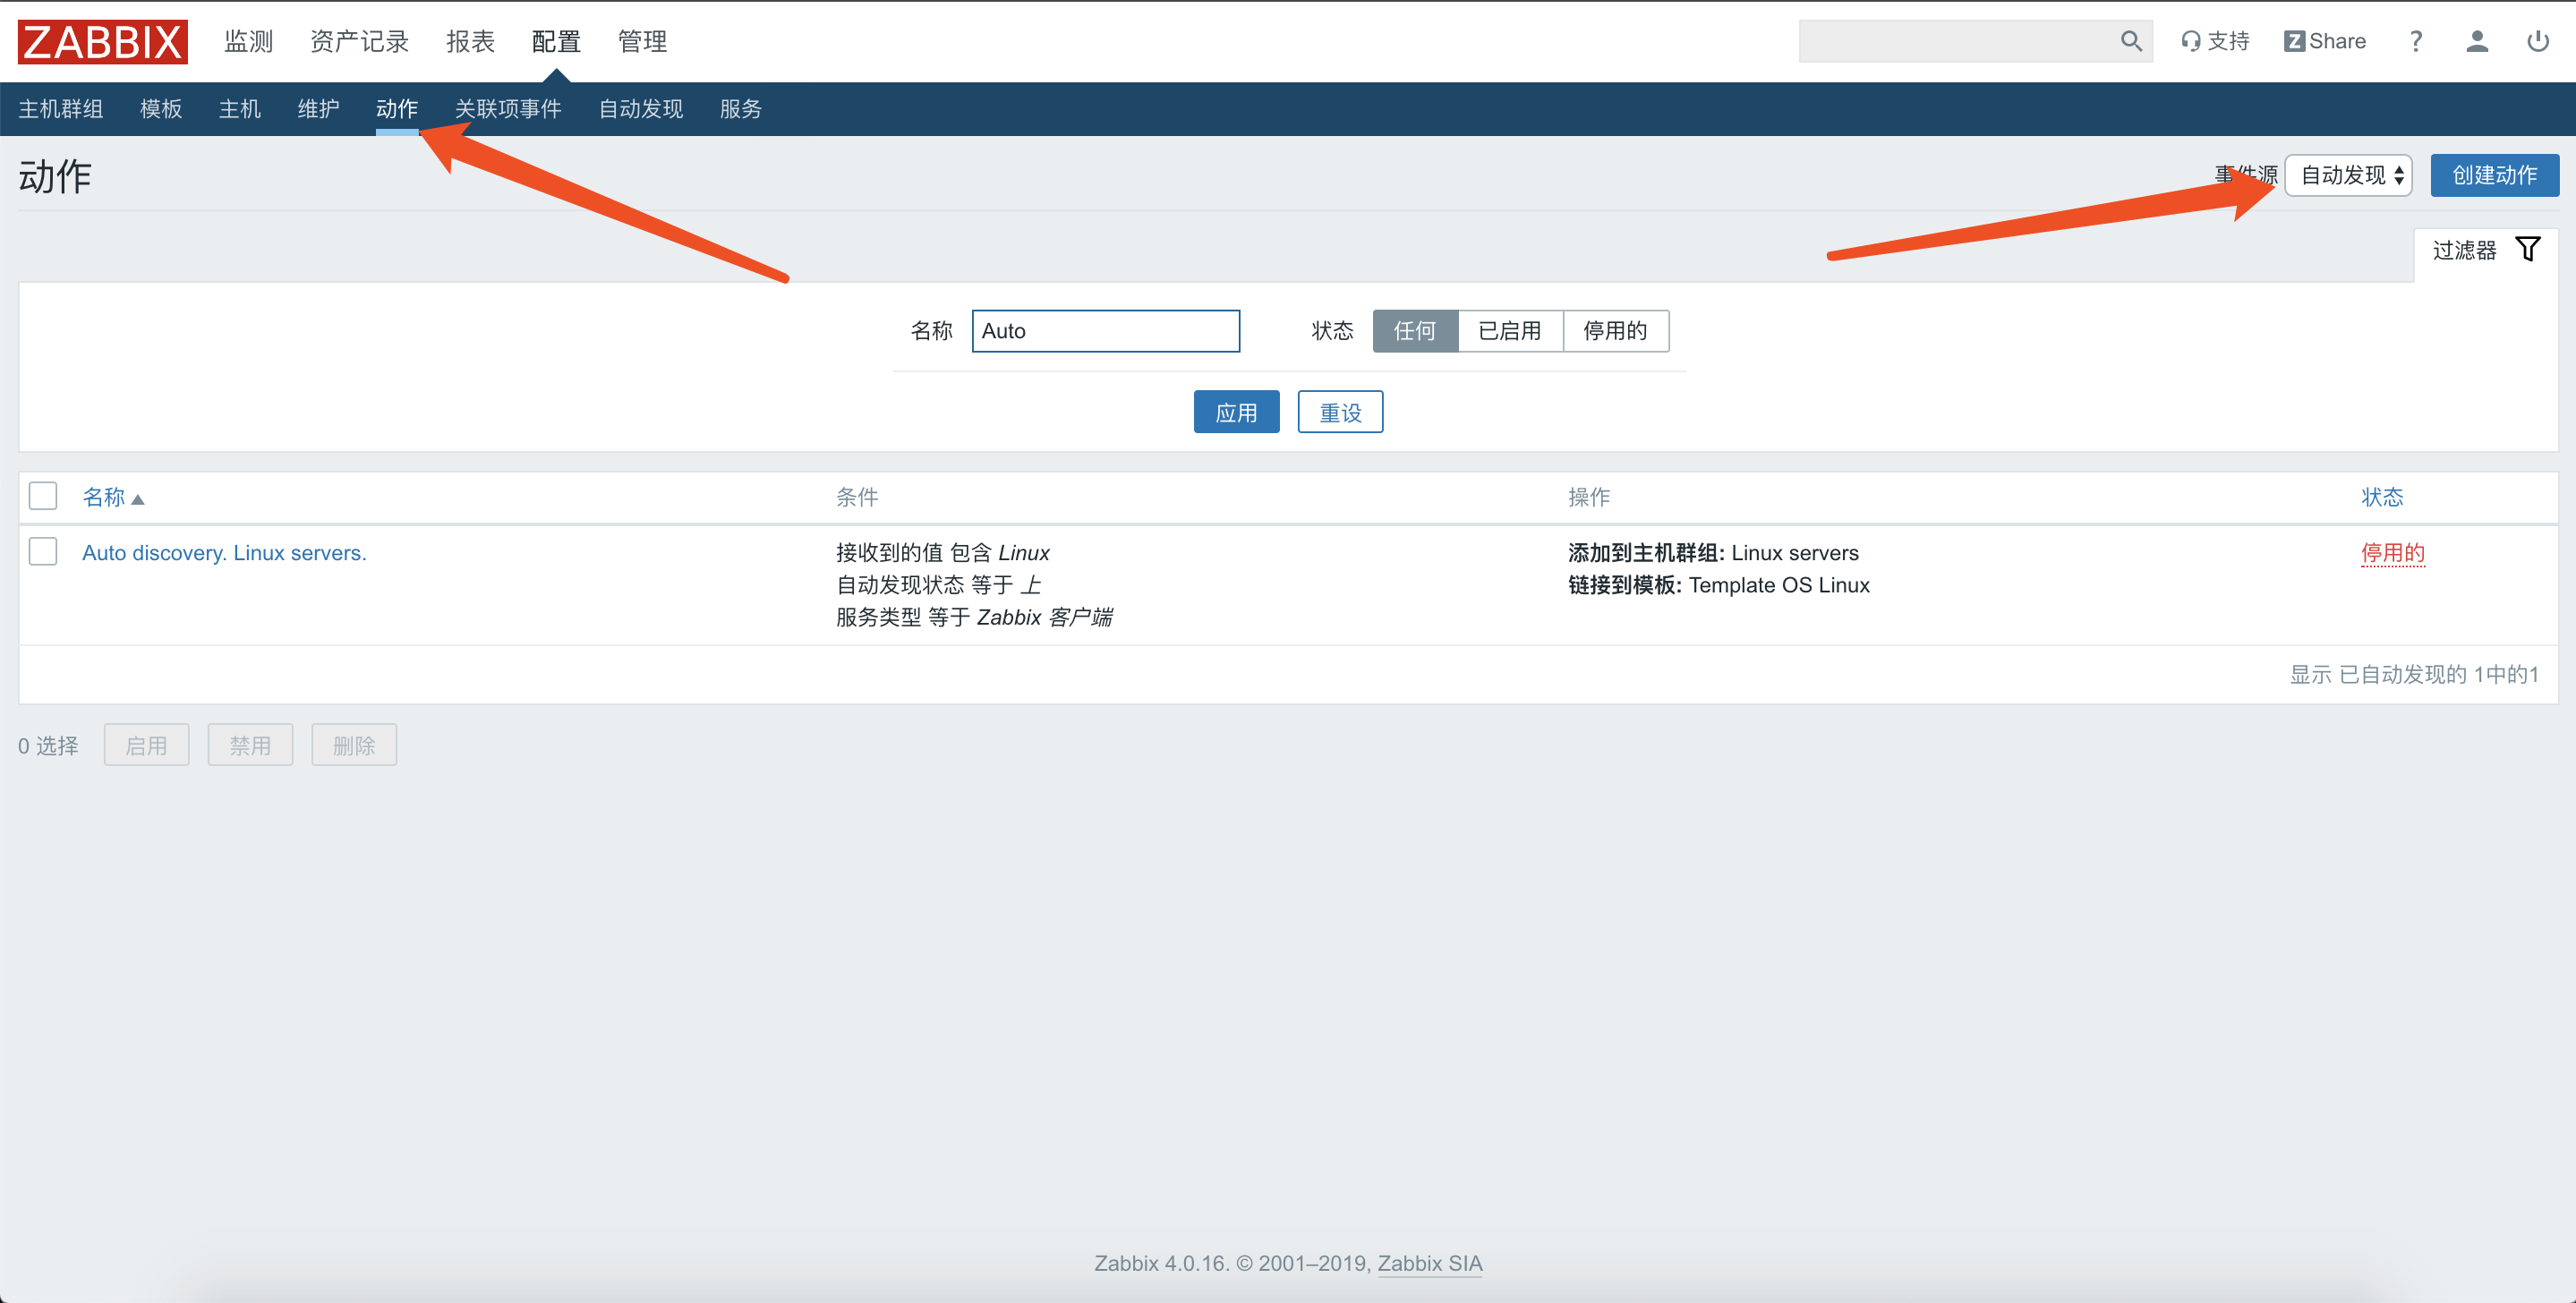 ZABBIX 监测 资产记录 报表 配置 管理 支持 Z Share ?
主机群组 模板 主机 维护 动作 关联项事件 自动发现 服务
动作 事件源 自动发现 创建动作
过滤器
名称 Auto 状态 任何 已启用 停用的
应用 重设
名称 条件 操作 状态
Auto discovery. Linux servers. 接收到的值 包含 Linux 添加到主机群组: Linux servers 停用的
自动发现状态 等于 上 链接到模板: Template OS Linux
服务类型 等于 Zabbix 客户端
显示 已自动发现的 1中的1
0 选择 启用 禁用 删除
Zabbix 4.0.16. © 2001–2019, Zabbix SIA